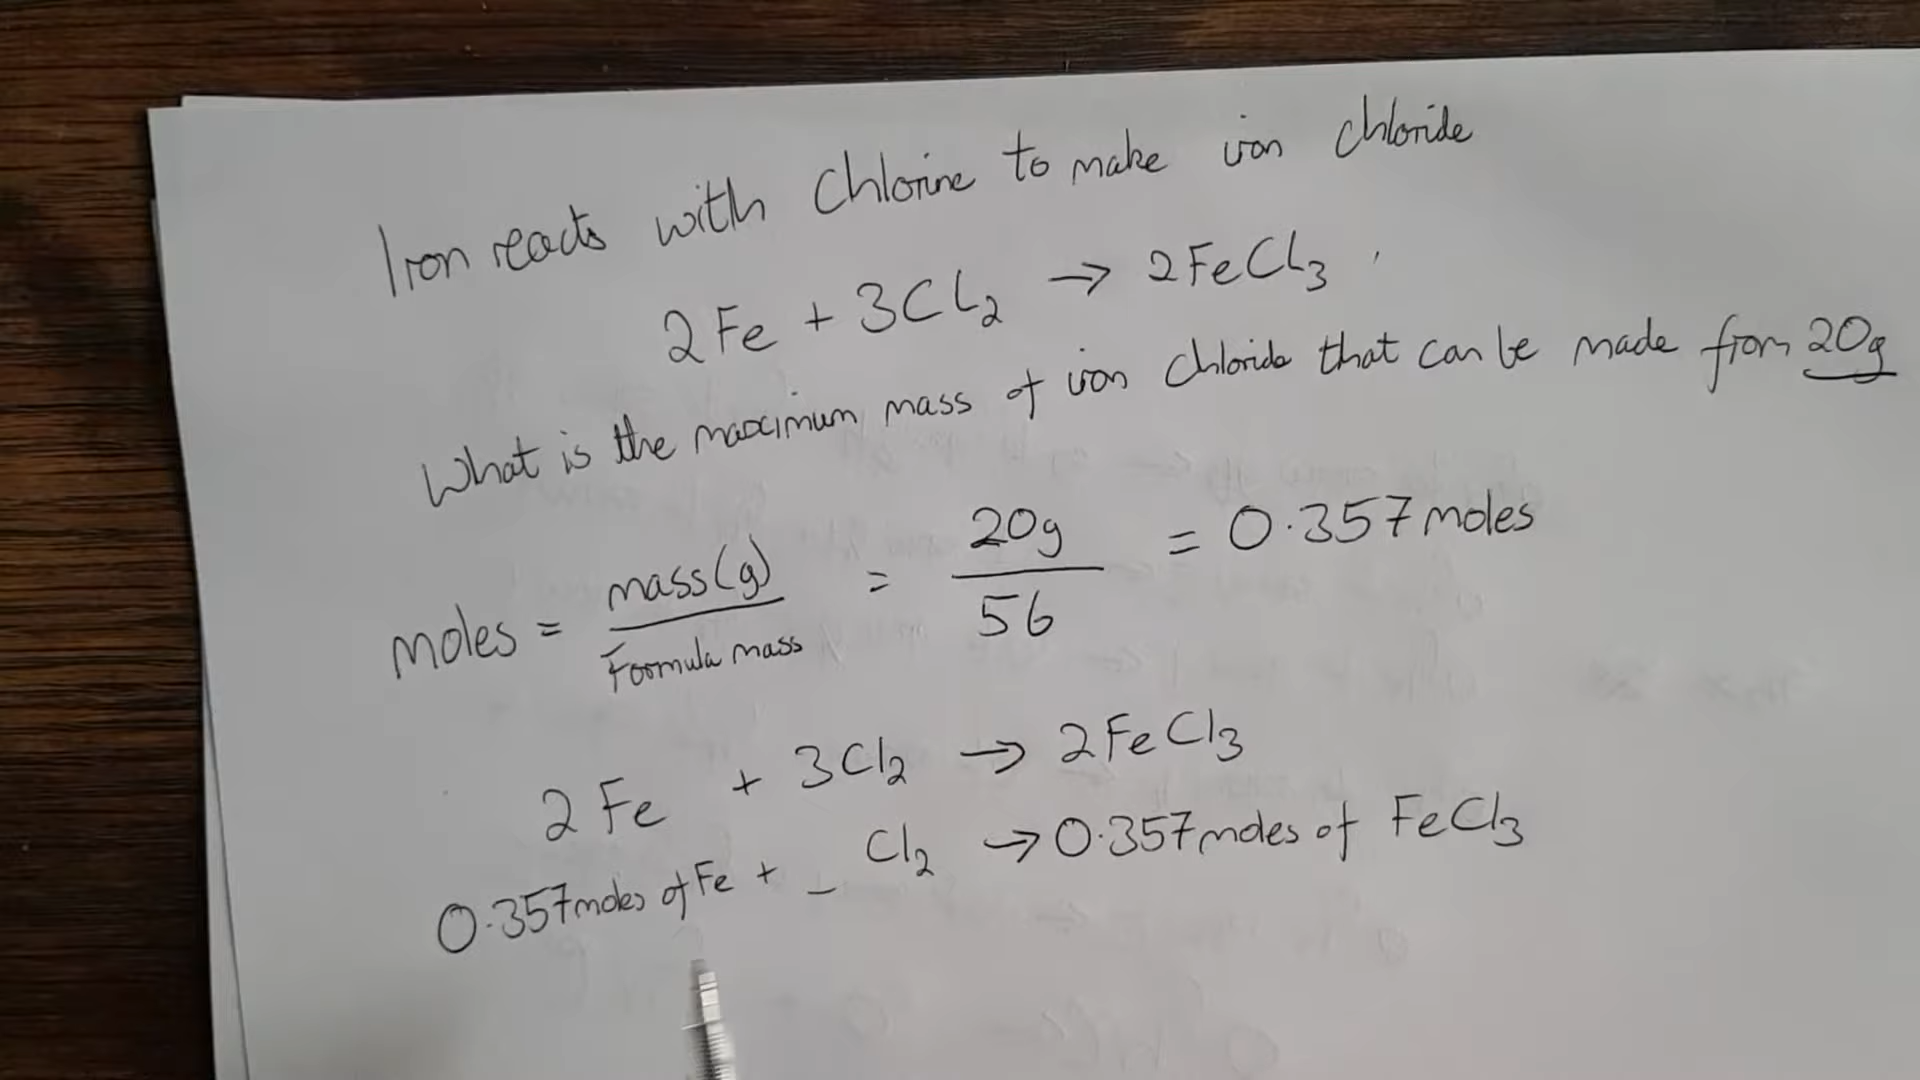 Iron reacts with Chlorine to make iron chloride
2Fe + 3Cl₂ → 2FeCl₃
What is the maximum mass of iron chloride that can be made from 20g
moles = mass(g) / Formula mass = 20g / 56 = 0.357 moles
2Fe + 3Cl₂ → 2FeCl₃
0.357 moles of Fe + _ Cl₂ → 0.357 moles of FeCl₃